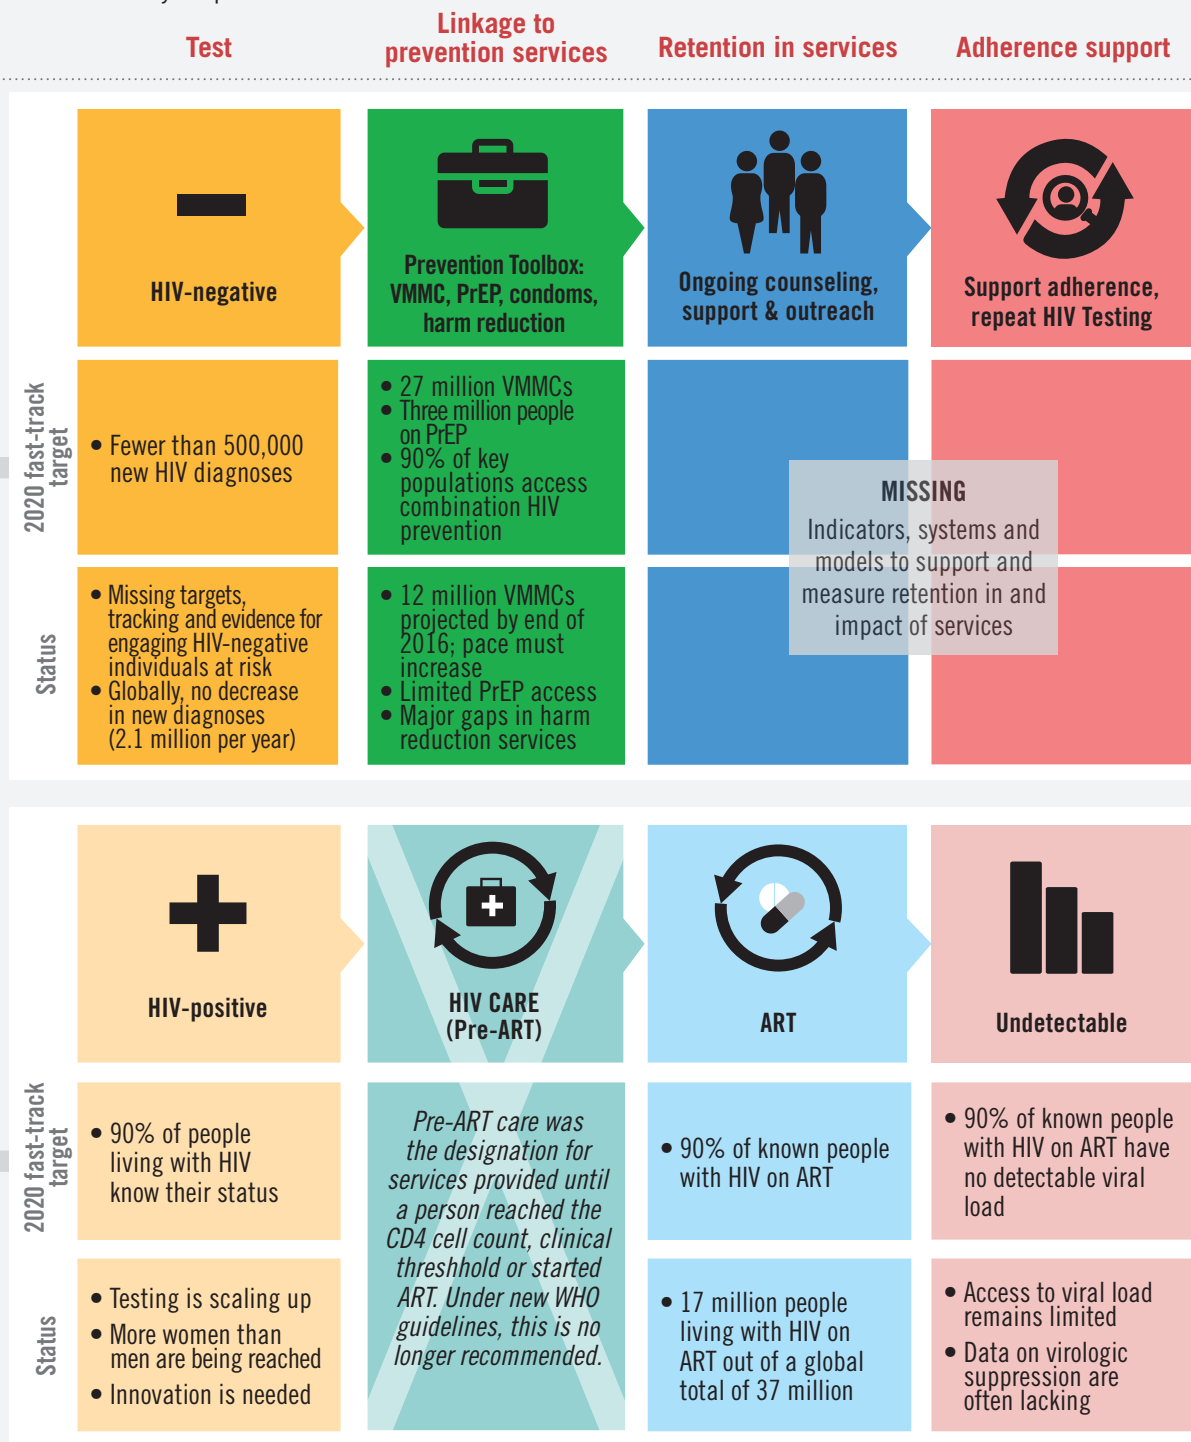 Test
Linkage to
prevention services
Retention in services
Adherence support
HIV-negative
Prevention Toolbox:
VMMC, PrEP, condoms,
harm reduction
Ongoing counseling,
support & outreach
Support adherence,
repeat HIV Testing
2020 fast-track
target
• Fewer than 500,000
new HIV diagnoses
• 27 million VMMCs
• Three million people
on PrEP
• 90% of key
populations access
combination HIV
prevention
MISSING
Indicators, systems and
models to support and
measure retention in and
impact of services
Status
• Missing targets,
tracking and evidence for
engaging HIV-negative
individuals at risk
• Globally, no decrease
in new diagnoses
(2.1 million per year)
• 12 million VMMCs
projected by end of
2016; pace must
increase
• Limited PrEP access
• Major gaps in harm
reduction services
HIV-positive
HIV CARE
(Pre-ART)
ART
Undetectable
2020 fast-track
target
• 90% of people
living with HIV
know their status
Pre-ART care was
the designation for
services provided until
a person reached the
CD4 cell count, clinical
threshhold or started
ART. Under new WHO
guidelines, this is no
longer recommended.
• 90% of known people
with HIV on ART
• 90% of known people
with HIV on ART have
no detectable viral
load
Status
• Testing is scaling up
• More women than
men are being reached
• Innovation is needed
• 17 million people
living with HIV on
ART out of a global
total of 37 million
• Access to viral load
remains limited
• Data on virologic
suppression are
often lacking